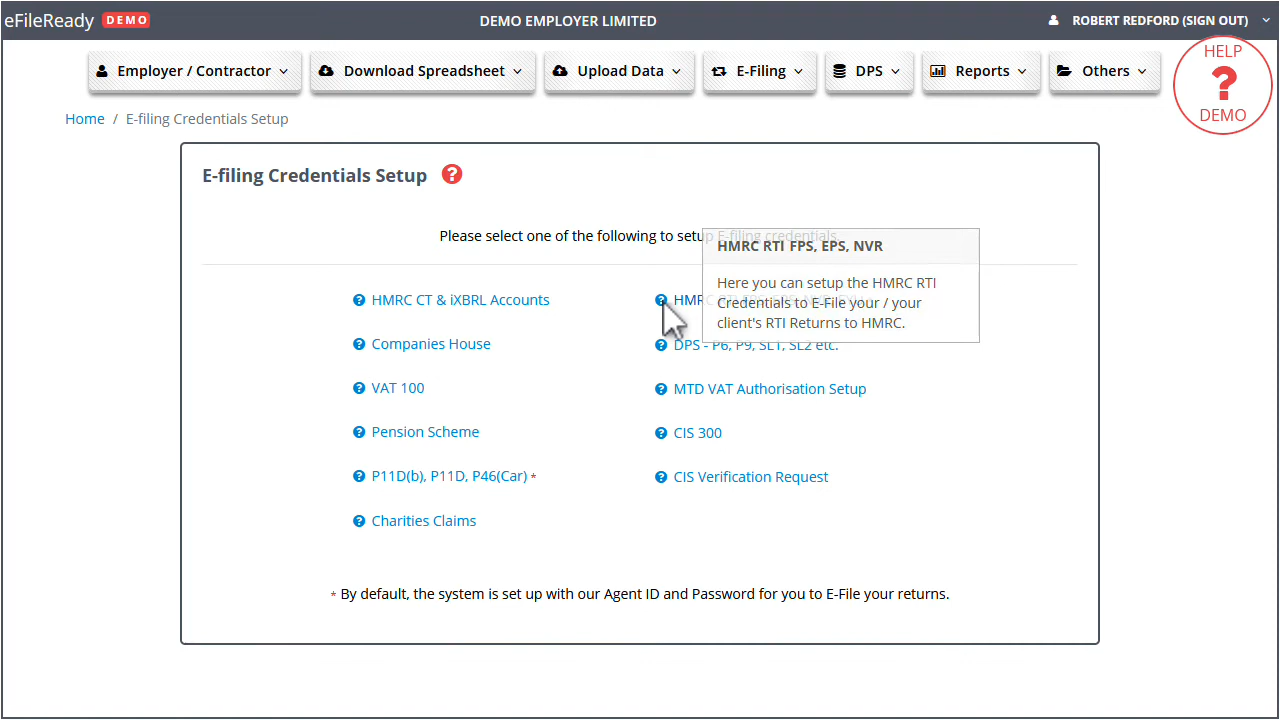 eFileReady DEMO
DEMO EMPLOYER LIMITED
ROBERT REDFORD (SIGN OUT)
Employer / Contractor
Download Spreadsheet
Upload Data
E-Filing
DPS
Reports
Others
HELP
?
DEMO
Home / E-filing Credentials Setup
E-filing Credentials Setup ?
Please select one of the following to setup E-filing credentials
HMRC RTI FPS, EPS, NVR
Here you can setup the HMRC RTI
Credentials to E-File your / your
client's RTI Returns to HMRC.
HMRC CT & iXBRL Accounts
HMRC
Companies House
DPS - P6, P9, SL1, SL2 etc.
VAT 100
MTD VAT Authorisation Setup
Pension Scheme
CIS 300
P11D(b), P11D, P46(Car) *
CIS Verification Request
Charities Claims
* By default, the system is set up with our Agent ID and Password for you to E-File your returns.